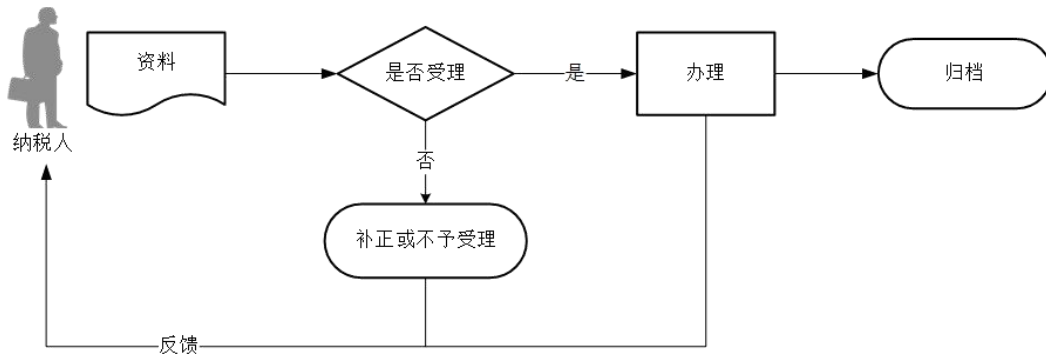 资料
是否受理
是
办理
归档
纳税人
否
补正或不予受理
反馈